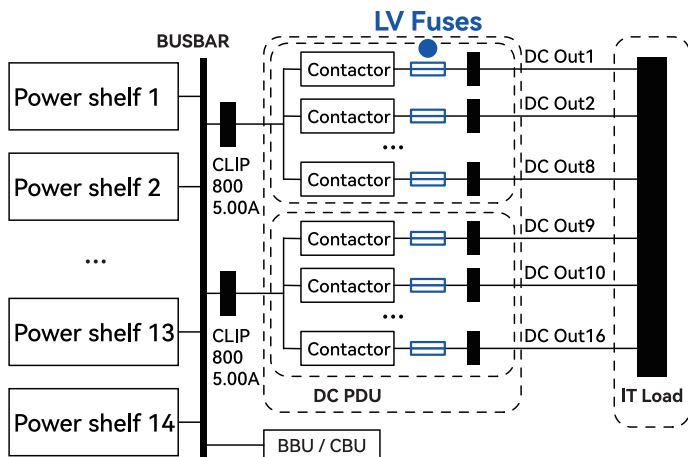 LV Fuses
BUSBAR
Power shelf 1
Power shelf 2
...
Power shelf 13
Power shelf 14
CLIP
800
5.00A
CLIP
800
5.00A
Contactor
Contactor
...
Contactor
Contactor
Contactor
...
Contactor
DC PDU
BBU / CBU
DC Out1
DC Out2
DC Out8
DC Out9
DC Out10
DC Out16
IT Load